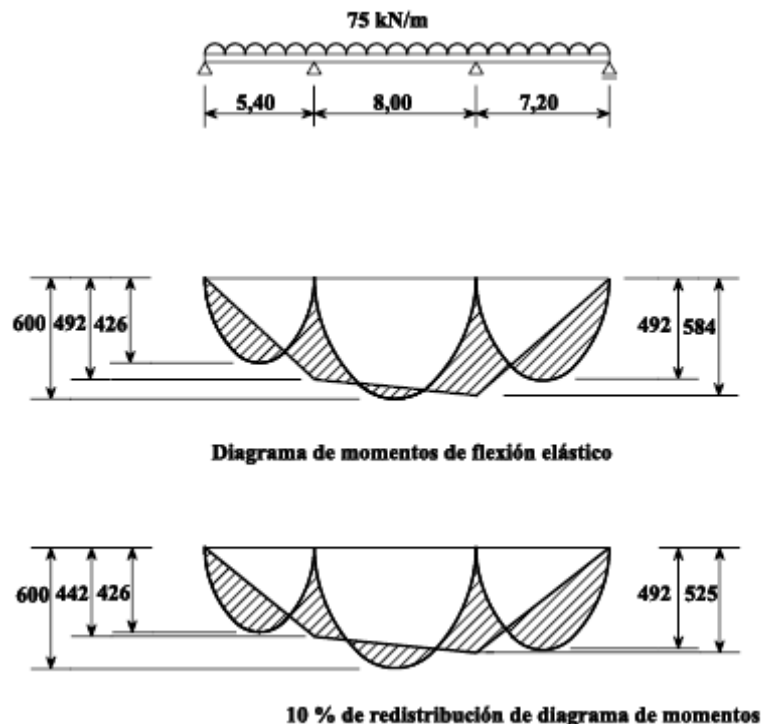 75 kN/m
5,40 8,00 7,20
600 492 426 492 584
Diagrama de momentos de flexión elástico
600 442 426 492 525
10 % de redistribución de diagrama de momentos